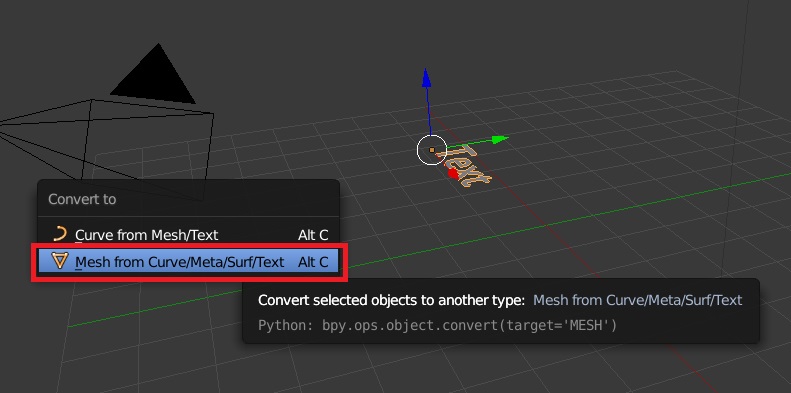 Convert to
Curve from Mesh/Text Alt C
Mesh from Curve/Meta/Surf/Text Alt C
Convert selected objects to another type: Mesh from Curve/Meta/Surf/Text
Python: bpy.ops.object.convert(target='MESH')
Text